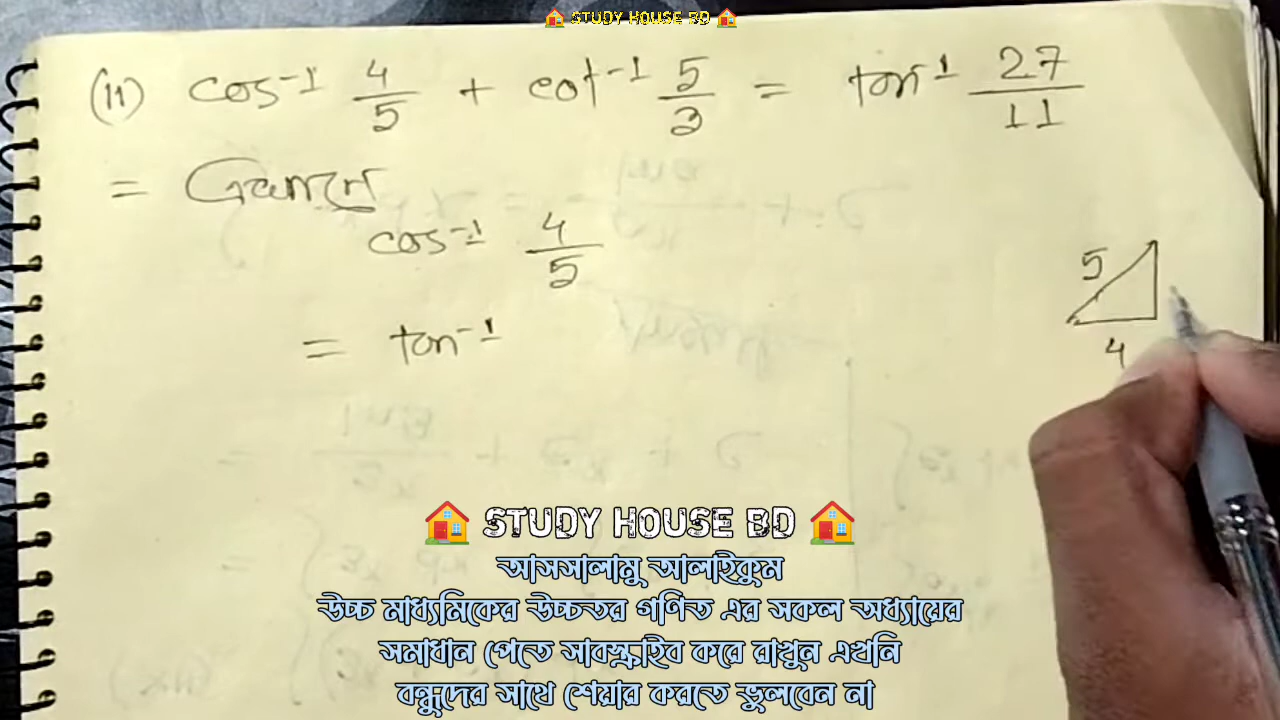 🏠 STUDY HOUSE BD 🏠
(11) cos⁻¹ 4/5 + cot⁻¹ 5/3 = tan⁻¹ 27/11
=
cos⁻¹ 4/5
5
= tan⁻¹
4
🏠 STUDY HOUSE BD 🏠
আসসালামু আলাইকুম
উচ্চ মাধ্যমিকের উচ্চতর গণিত এর সকল অধ্যায়ের
সমাধান পেতে সাবস্ক্রাইব করে রাখুন এখনি
বন্ধুদের সাথে শেয়ার করতে ভুলবেন না